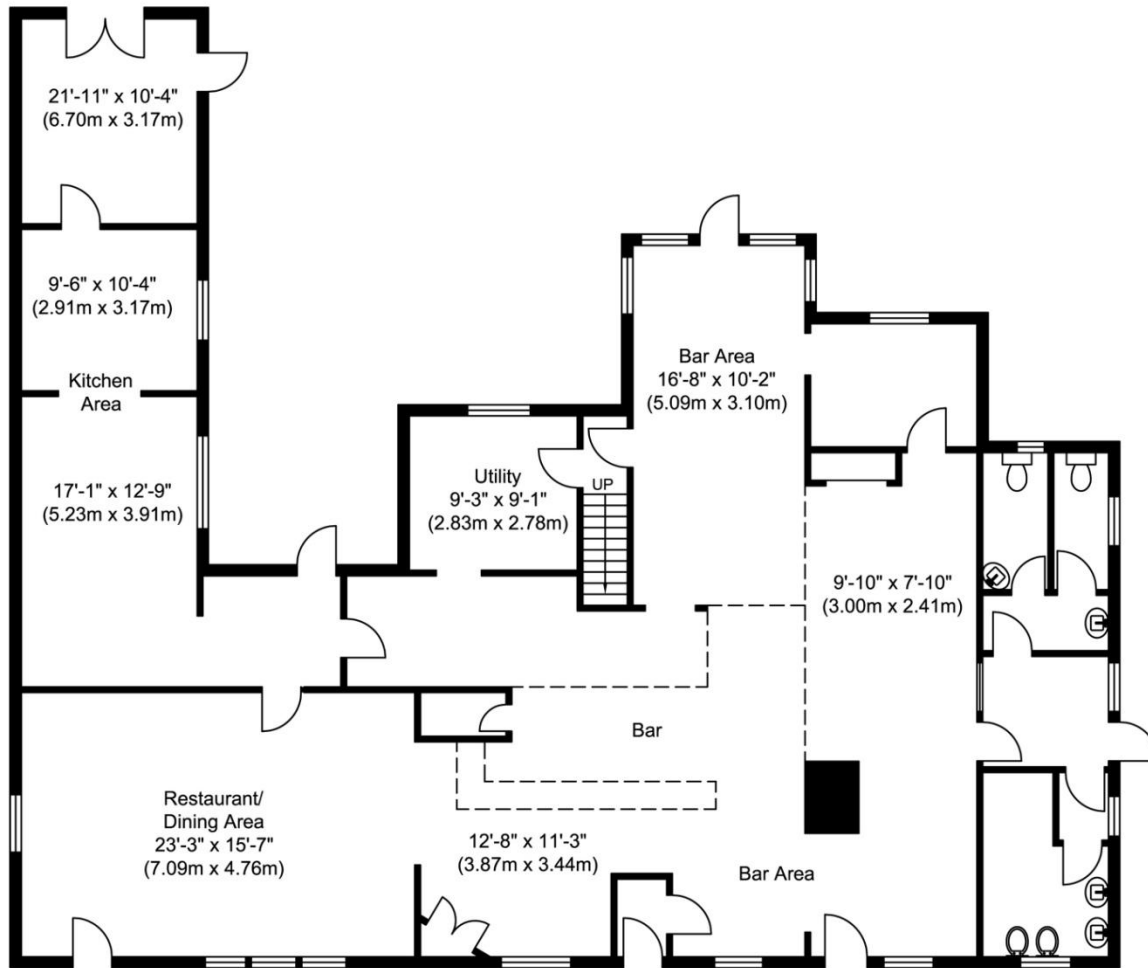 21'-11" x 10'-4"
(6.70m x 3.17m)
9'-6" x 10'-4"
(2.91m x 3.17m)
Kitchen
Area
17'-1" x 12'-9"
(5.23m x 3.91m)
Bar Area
16'-8" x 10'-2"
(5.09m x 3.10m)
Utility
9'-3" x 9'-1"
(2.83m x 2.78m)
UP
9'-10" x 7'-10"
(3.00m x 2.41m)
Bar
Restaurant/
Dining Area
23'-3" x 15'-7"
(7.09m x 4.76m)
12'-8" x 11'-3"
(3.87m x 3.44m)
Bar Area